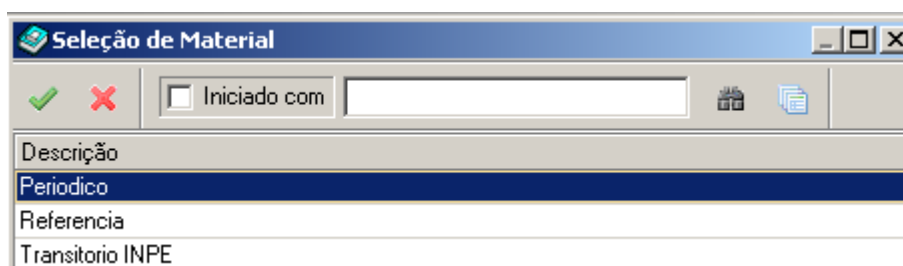 Seleção de Material
Iniciado com
Descrição
Periodico
Referencia
Transitorio INPE